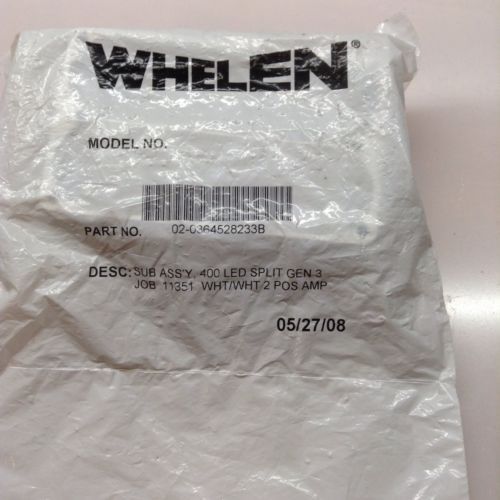 WHELEN®
MODEL NO.
PART NO. 02-0364528233B
DESC: SUB ASS'Y, 400 LED SPLIT GEN 3
JOB 11351 WHT/WHT 2 POS AMP
05/27/08